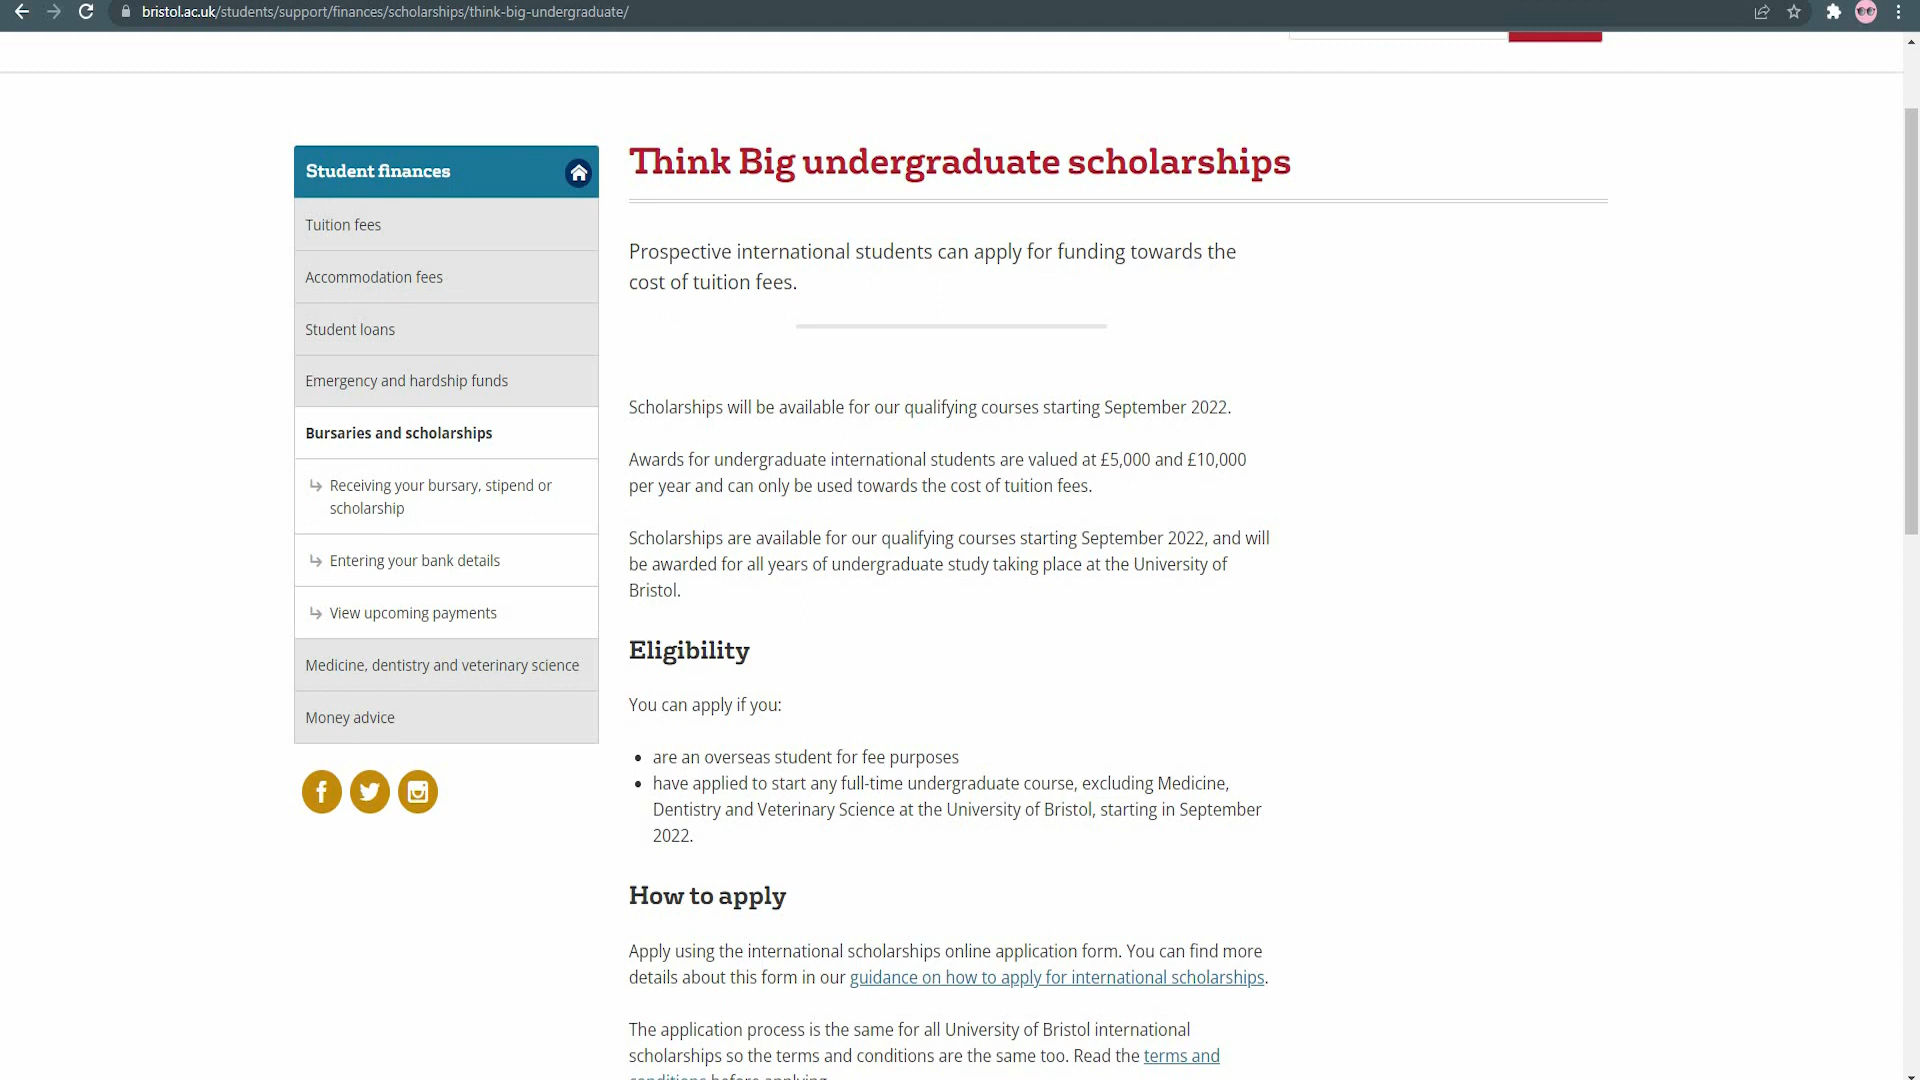 bristol.ac.uk/students/support/finances/scholarships/think-big-undergraduate/
Student finances
Tuition fees
Accommodation fees
Student loans
Emergency and hardship funds
Bursaries and scholarships
Receiving your bursary, stipend or
scholarship
Entering your bank details
View upcoming payments
Medicine, dentistry and veterinary science
Money advice
Think Big undergraduate scholarships
Prospective international students can apply for funding towards the
cost of tuition fees.
Scholarships will be available for our qualifying courses starting September 2022.
Awards for undergraduate international students are valued at £5,000 and £10,000
per year and can only be used towards the cost of tuition fees.
Scholarships are available for our qualifying courses starting September 2022, and will
be awarded for all years of undergraduate study taking place at the University of
Bristol.
Eligibility
You can apply if you:
are an overseas student for fee purposes
have applied to start any full-time undergraduate course, excluding Medicine,
Dentistry and Veterinary Science at the University of Bristol, starting in September
2022.
How to apply
Apply using the international scholarships online application form. You can find more
details about this form in our guidance on how to apply for international scholarships.
The application process is the same for all University of Bristol international
scholarships so the terms and conditions are the same too. Read the terms and
conditions before applying.